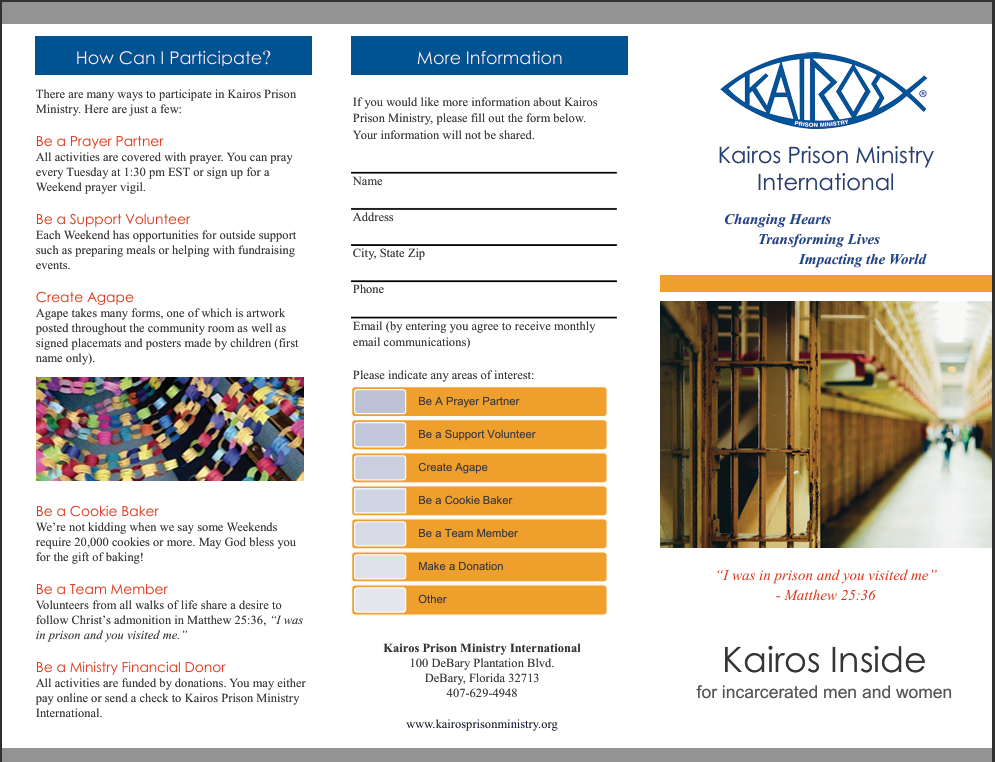 How Can I Participate?
There are many ways to participate in Kairos Prison
Ministry. Here are just a few:
Be a Prayer Partner
All activities are covered with prayer. You can pray
every Tuesday at 1:30 pm EST or sign up for a
Weekend prayer vigil.
Be a Support Volunteer
Each Weekend has opportunities for outside support
such as preparing meals or helping with fundraising
events.
Create Agape
Agape takes many forms, one of which is artwork
posted throughout the community room as well as
signed placemats and posters made by children (first
name only).
Be a Cookie Baker
We’re not kidding when we say some Weekends
require 20,000 cookies or more. May God bless you
for the gift of baking!
Be a Team Member
Volunteers from all walks of life share a desire to
follow Christ’s admonition in Matthew 25:36, “I was
in prison and you visited me.”
Be a Ministry Financial Donor
All activities are funded by donations. You may either
pay online or send a check to Kairos Prison Ministry
International.
More Information
If you would like more information about Kairos
Prison Ministry, please fill out the form below.
Your information will not be shared.
Name
Address
City, State Zip
Phone
Email (by entering you agree to receive monthly
email communications)
Please indicate any areas of interest:
Be A Prayer Partner
Be a Support Volunteer
Create Agape
Be a Cookie Baker
Be a Team Member
Make a Donation
Other
Kairos Prison Ministry International
100 DeBary Plantation Blvd.
DeBary, Florida 32713
407-629-4948
www.kairosprisonministry.org
KAIROS ®
PRISON MINISTRY
Kairos Prison Ministry
International
Changing Hearts
Transforming Lives
Impacting the World
“I was in prison and you visited me”
- Matthew 25:36
Kairos Inside
for incarcerated men and women